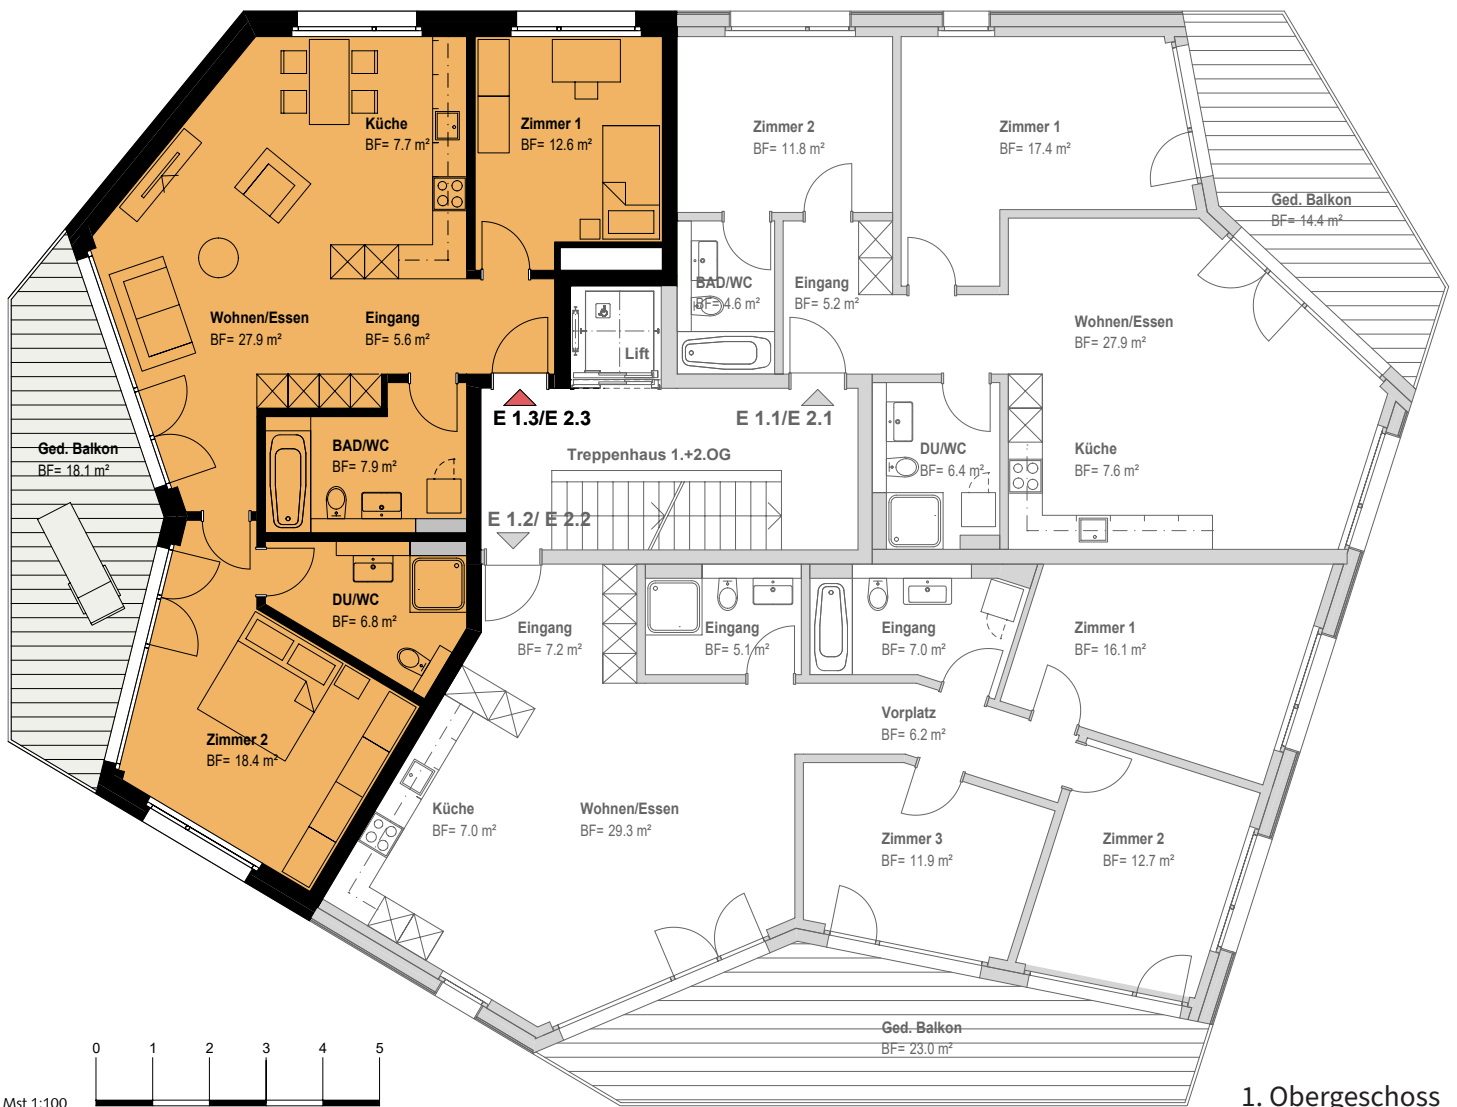 Küche
BF= 7.7 m²
Zimmer 1
BF= 12.6 m²
Zimmer 2
BF= 11.8 m²
Zimmer 1
BF= 17.4 m²
Ged. Balkon
BF= 14.4 m²
Wohnen/Essen
BF= 27.9 m²
Eingang
BF= 5.6 m²
Lift
BAD/WC
BF= 4.6 m²
Eingang
BF= 5.2 m²
Wohnen/Essen
BF= 27.9 m²
E 1.3/E 2.3
E 1.1/E 2.1
Ged. Balkon
BF= 18.1 m²
BAD/WC
BF= 7.9 m²
Treppenhaus 1.+2.OG
DU/WC
BF= 6.4 m²
Küche
BF= 7.6 m²
E 1.2/ E 2.2
DU/WC
BF= 6.8 m²
Eingang
BF= 7.2 m²
Eingang
BF= 5.1 m²
Eingang
BF= 7.0 m²
Zimmer 1
BF= 16.1 m²
Zimmer 2
BF= 18.4 m²
Vorplatz
BF= 6.2 m²
Küche
BF= 7.0 m²
Wohnen/Essen
BF= 29.3 m²
Zimmer 3
BF= 11.9 m²
Zimmer 2
BF= 12.7 m²
Ged. Balkon
BF= 23.0 m²
0 1 2 3 4 5
Mst 1:100
1. Obergeschoss